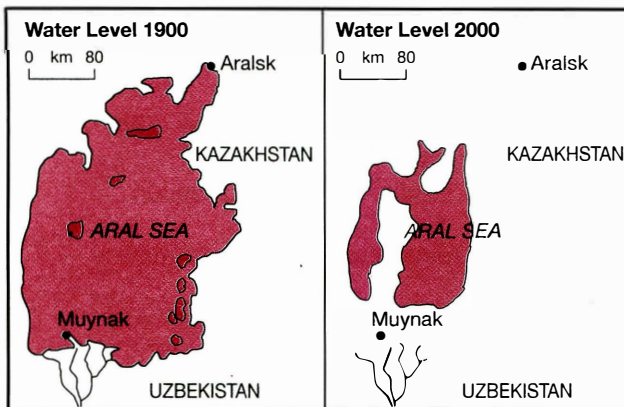 Water Level 1900
0 km 80
Aralsk
KAZAKHSTAN
ARAL SEA
Muynak
UZBEKISTAN
Water Level 2000
0 km 80
Aralsk
KAZAKHSTAN
ARAL SEA
Muynak
UZBEKISTAN